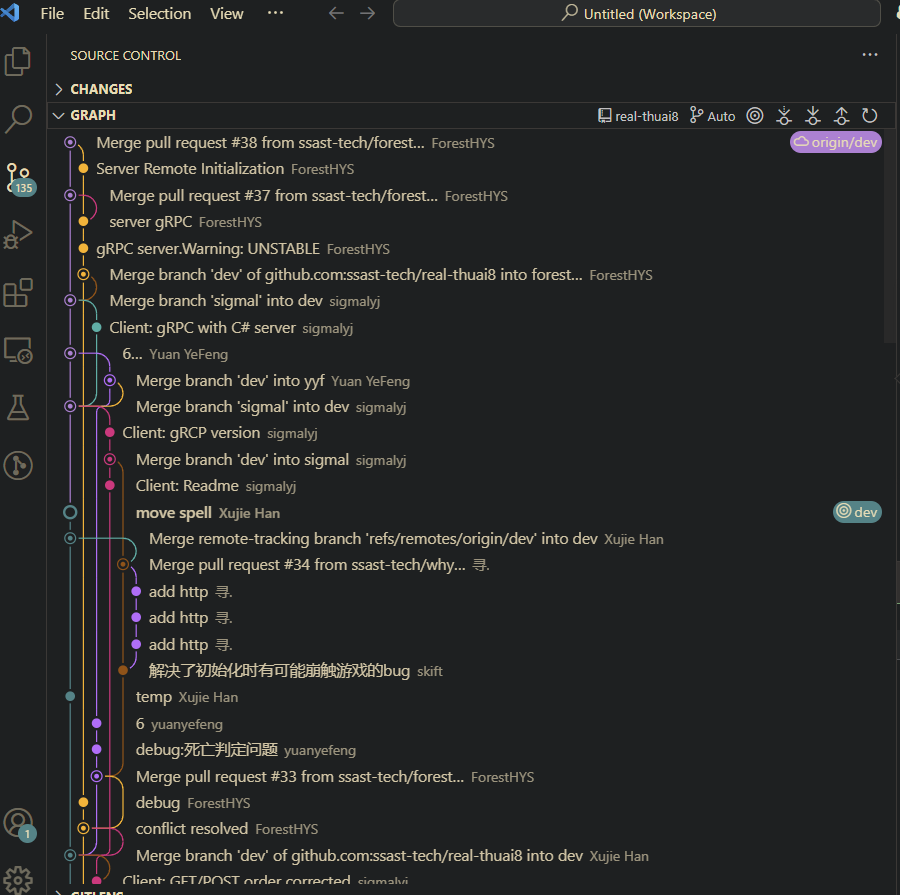 File Edit Selection View ··· Untitled (Workspace)
SOURCE CONTROL ···
CHANGES
GRAPH real-thuai8 Auto
Merge pull request #38 from ssast-tech/forest... ForestHYS origin/dev
Server Remote Initialization ForestHYS
Merge pull request #37 from ssast-tech/forest... ForestHYS
135
server gRPC ForestHYS
gRPC server.Warning: UNSTABLE ForestHYS
Merge branch 'dev' of github.com:ssast-tech/real-thuai8 into forest... ForestHYS
Merge branch 'sigmal' into dev sigmalyj
Client: gRPC with C# server sigmalyj
6... Yuan YeFeng
Merge branch 'dev' into yyf Yuan YeFeng
Merge branch 'sigmal' into dev sigmalyj
Client: gRCP version sigmalyj
Merge branch 'dev' into sigmal sigmalyj
Client: Readme sigmalyj
move spell Xujie Han dev
Merge remote-tracking branch 'refs/remotes/origin/dev' into dev Xujie Han
Merge pull request #34 from ssast-tech/why... 寻.
add http 寻.
add http 寻.
add http 寻.
解决了初始化时有可能崩触游戏的bug skift
temp Xujie Han
6 yuanyefeng
debug:死亡判定问题 yuanyefeng
Merge pull request #33 from ssast-tech/forest... ForestHYS
debug ForestHYS
conflict resolved ForestHYS
1
Merge branch 'dev' of github.com:ssast-tech/real-thuai8 into dev Xujie Han
Client: GET/POST order corrected sigmalyj
GITLENS